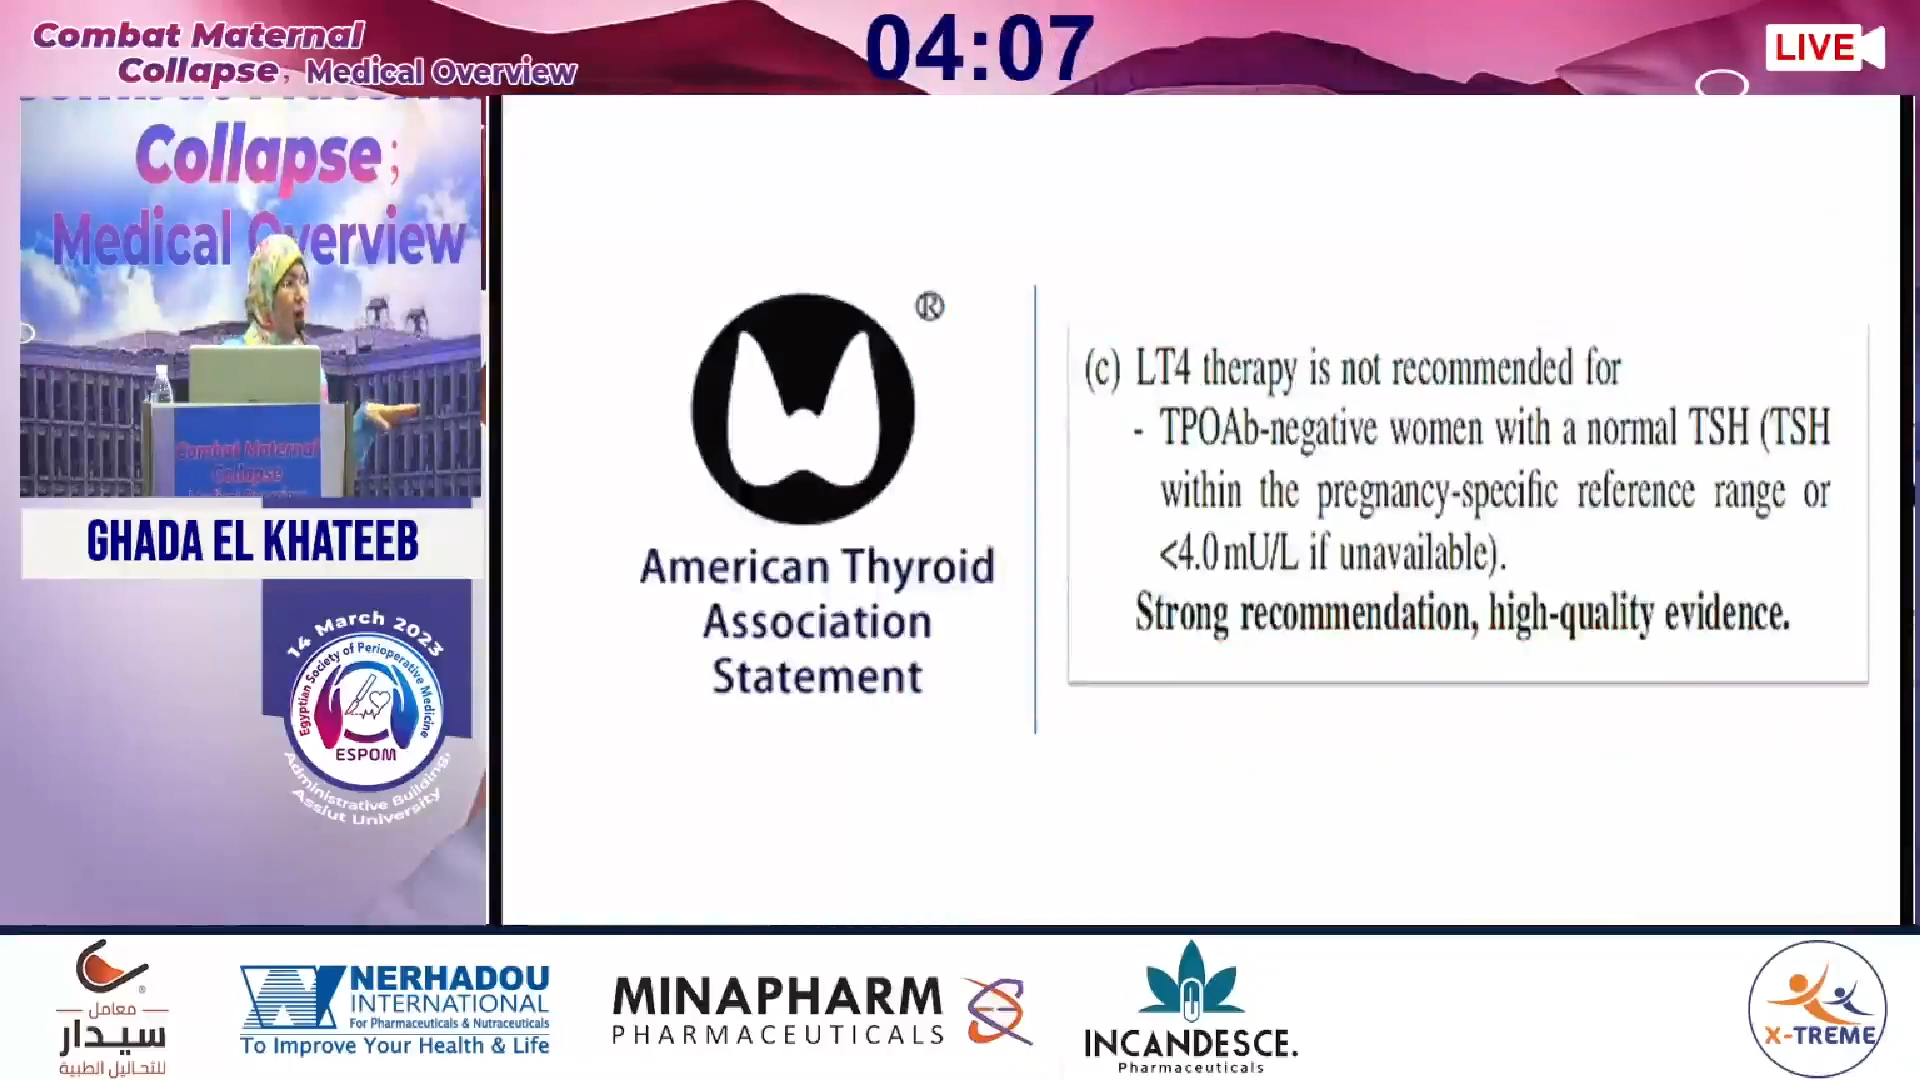 Combat Maternal
Collapse; Medical Overview
04:07
LIVE
Collapse;
Medical Overview
Combat Maternal
Collapse
GHADA EL KHATEEB
14 March 2023
Egyptian Society of Perioperative Medicine
ESPOM
Administrative Building,
Assiut University
®
American Thyroid
Association
Statement
(c) LT4 therapy is not recommended for
- TPOAb-negative women with a normal TSH (TSH
within the pregnancy-specific reference range or
<4.0 mU/L if unavailable).
Strong recommendation, high-quality evidence.
®
معامل
سيدار
للتحاليل الطبية
NERHADOU
INTERNATIONAL
For Pharmaceuticals & Nutraceuticals
To Improve Your Health & Life
MINAPHARM
PHARMACEUTICALS
INCANDESCE.
Pharmaceuticals
X-TREME